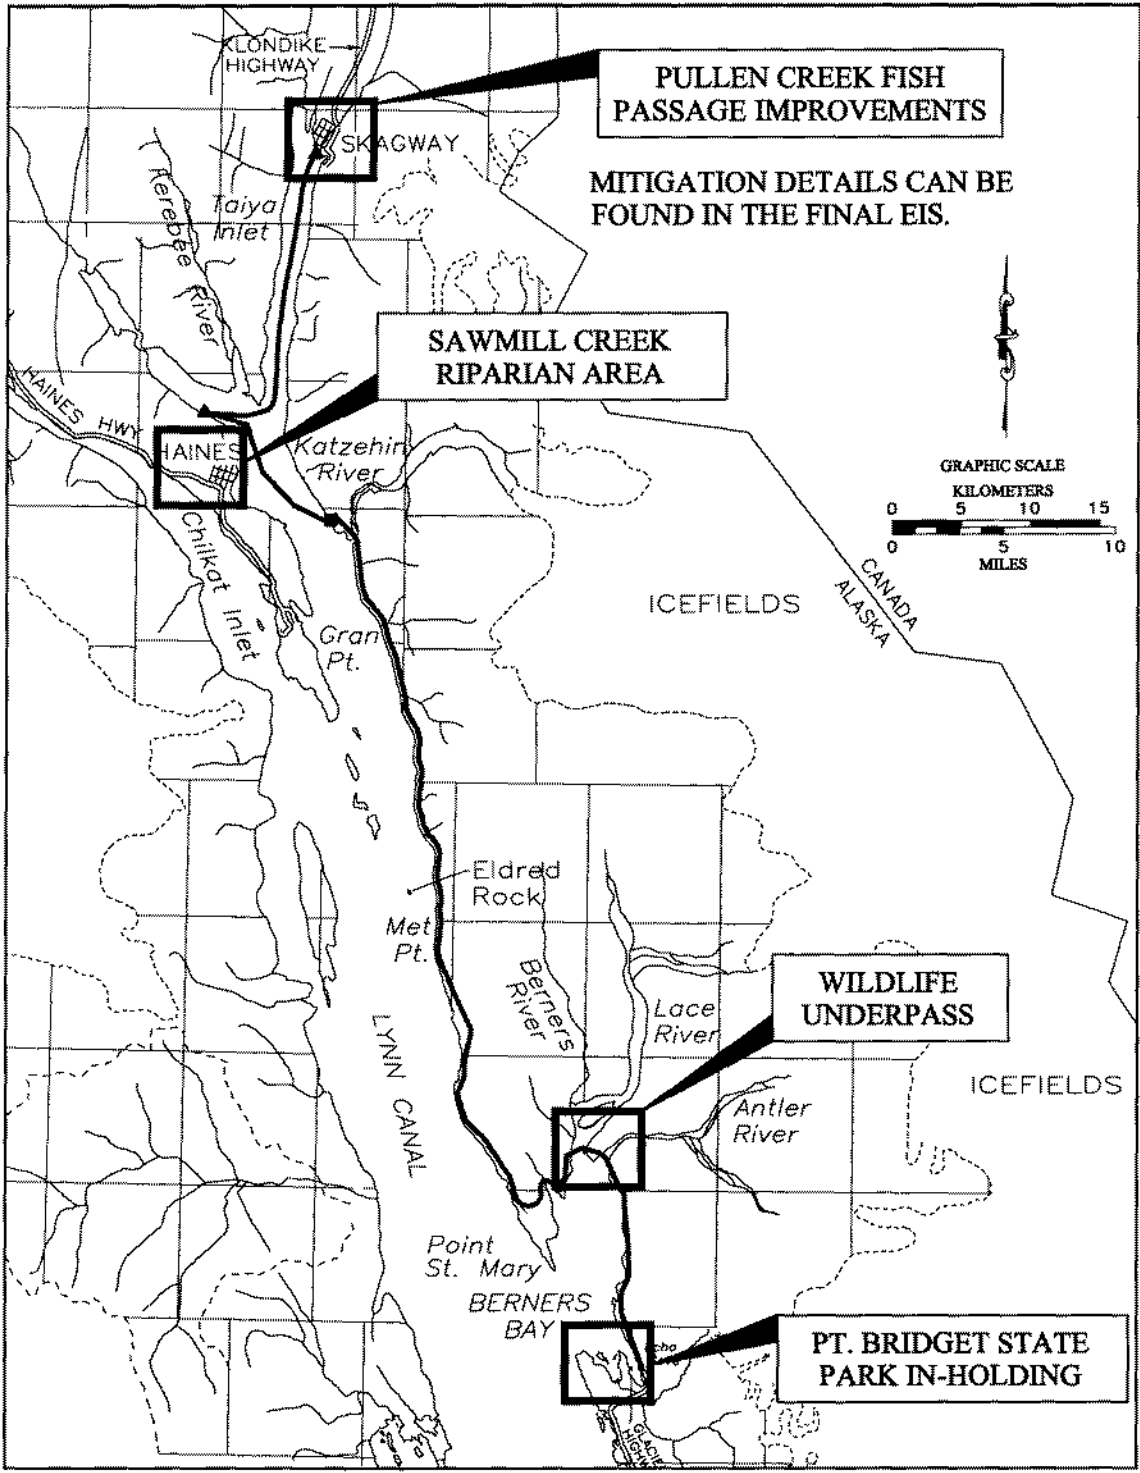 KLONDIKE
HIGHWAY
PULLEN CREEK FISH
PASSAGE IMPROVEMENTS
SKAGWAY
MITIGATION DETAILS CAN BE
FOUND IN THE FINAL EIS.
Taiya
Inlet
Ferebee River
SAWMILL CREEK
RIPARIAN AREA
HAINES HWY
HAINES
Katzehin
River
GRAPHIC SCALE
KILOMETERS
0 5 10 15
0 5 10
MILES
Chilkat Inlet
CANADA
ALASKA
ICEFIELDS
Gran
Pt.
Eldred
Rock
Met
Pt.
Berners
River
Lace
River
WILDLIFE
UNDERPASS
LYNN CANAL
ICEFIELDS
Antler
River
Point
St. Mary
BERNERS
BAY
PT. BRIDGET STATE
PARK IN-HOLDING
GLACIER
HIGHWAY